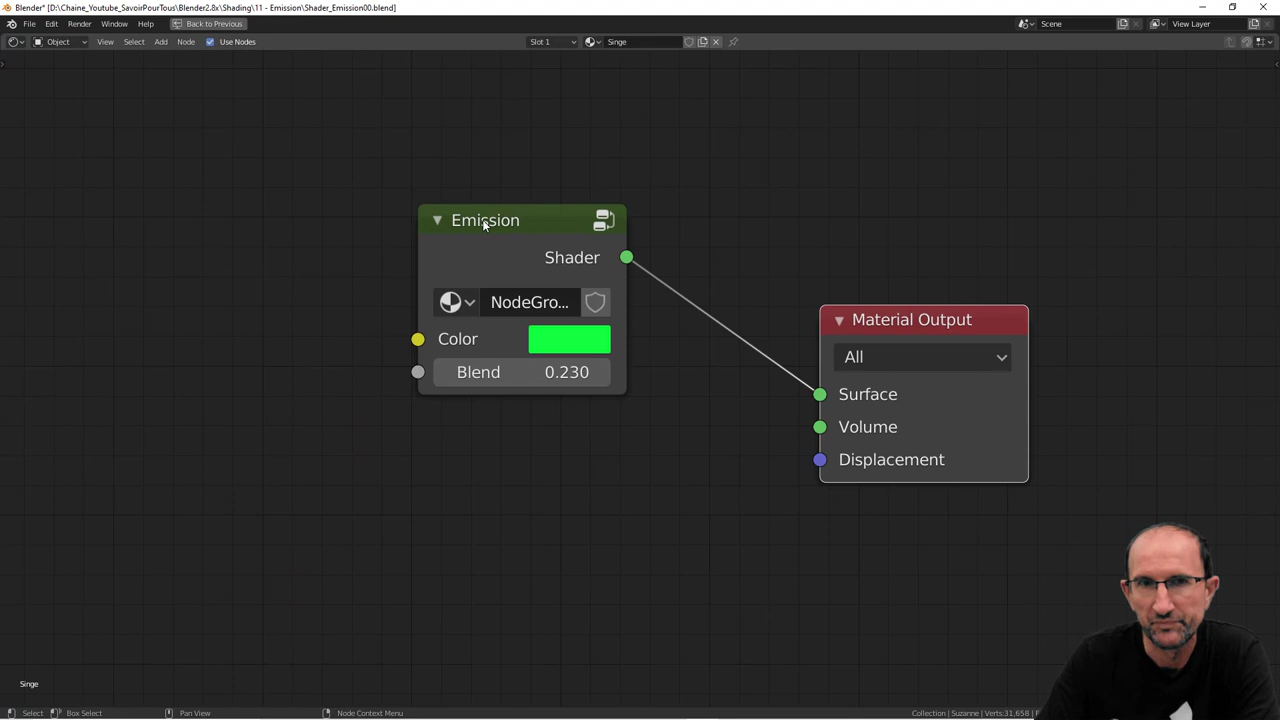 Blender* [D:\Chaine_Youtube_SavoirPourTous\Blender2.8x\Shading\11 - Emission\Shader_Emission00.blend]
File Edit Render Window Help Back to Previous Scene View Layer
Object View Select Add Node Use Nodes Slot 1 Singe
Emission
Shader
NodeGro...
Color
Blend 0.230
Material Output
All
Surface
Volume
Displacement
Singe
Select Box Select Pan View Node Context Menu Collection | Suzanne | Verts:31,658 |